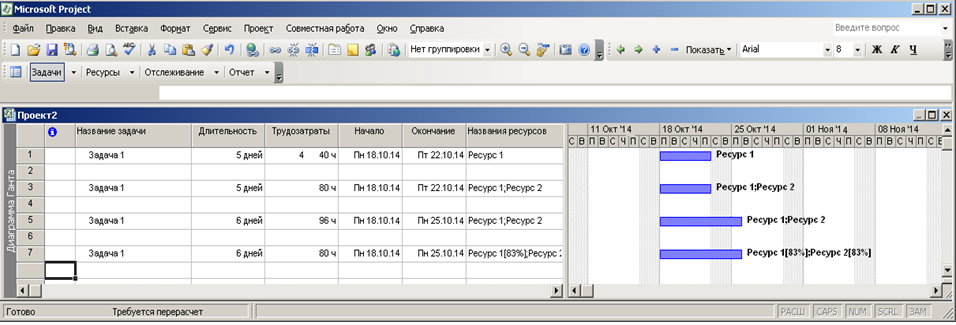 Microsoft Project
Файл Правка Вид Вставка Формат Сервис Проект Совместная работа Окно Справка
Введите вопрос
Нет группировки Показать Arial 8 Ж К Ч
Задачи Ресурсы Отслеживание Отчет
Проект2
Название задачи Длительность Трудозатраты Начало Окончание Названия ресурсов
11 Окт '14 18 Окт '14 25 Окт '14 01 Ноя '14 08 Ноя '14
С В П В С Ч П С В П В С Ч П С В П В С Ч П С В П В С Ч П С В П В С Ч П С В
1 Задача 1 5 дней 4 40 ч Пн 18.10.14 Пт 22.10.14 Ресурс 1 Ресурс 1
2
3 Задача 1 5 дней 80 ч Пн 18.10.14 Пт 22.10.14 Ресурс 1;Ресурс 2 Ресурс 1;Ресурс 2
4
5 Задача 1 6 дней 96 ч Пн 18.10.14 Пн 25.10.14 Ресурс 1;Ресурс 2 Ресурс 1;Ресурс 2
6
7 Задача 1 6 дней 80 ч Пн 18.10.14 Пн 25.10.14 Ресурс 1[83%];Ресурс 2 Ресурс 1[83%];Ресурс 2[83%]
Диаграмма Ганта
Готово Требуется перерасчет РАСШ CAPS NUM SCRL ЗАМ